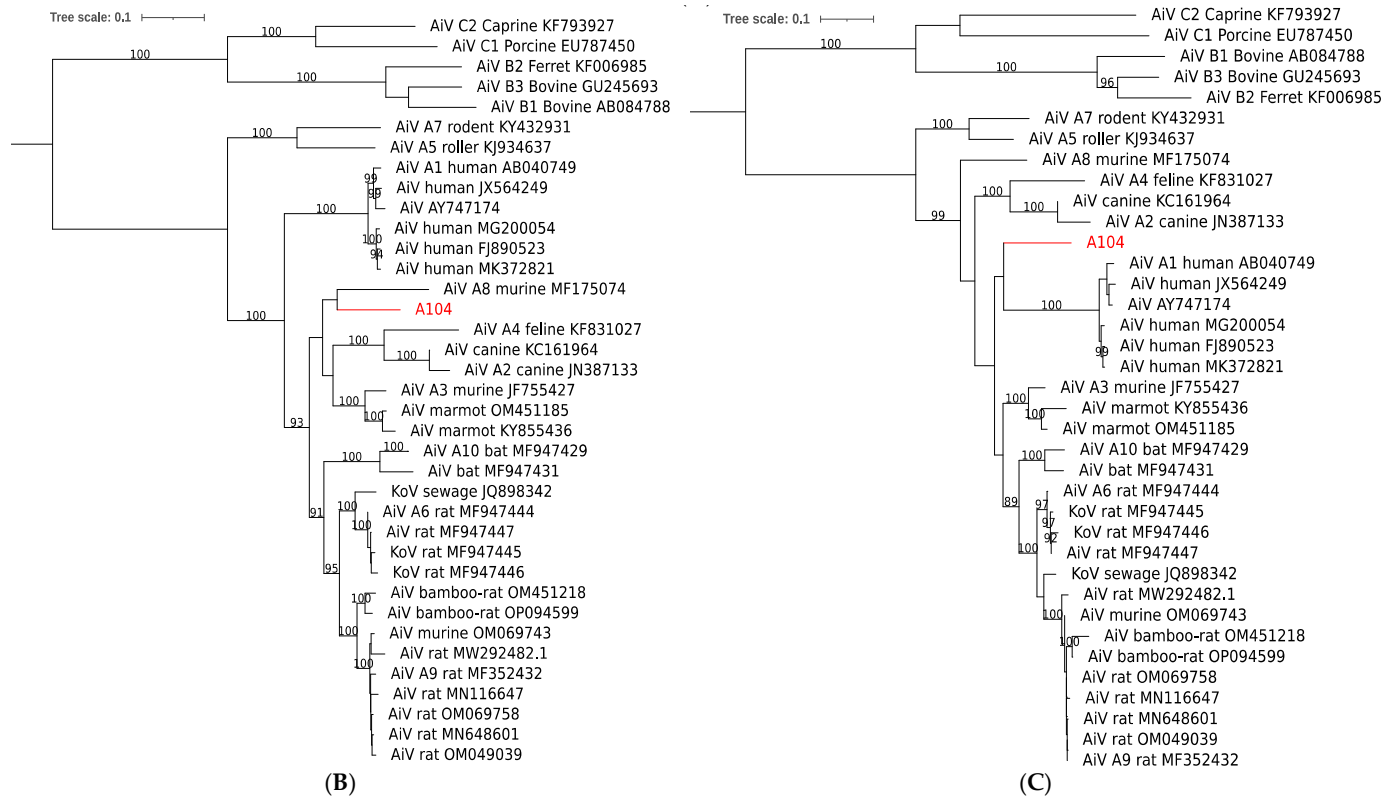 Tree scale: 0.1
AiV C2 Caprine KF793927
100
AiV C1 Porcine EU787450
100
AiV B2 Ferret KF006985
100
AiV B3 Bovine GU245693
AiV B1 Bovine AB084788
AiV A7 rodent KY432931
100
AiV A5 roller KJ934637
AiV A1 human AB040749
99
AiV human JX564249
99
AiV AY747174
100
AiV human MG200054
100
AiV human FJ890523
94
AiV human MK372821
AiV A8 murine MF175074
A104
100
AiV A4 feline KF831027
100
AiV canine KC161964
100
AiV A2 canine JN387133
AiV A3 murine JF755427
100
AiV marmot OM451185
100
AiV marmot KY855436
93
AiV A10 bat MF947429
100
100
AiV bat MF947431
KoV sewage JQ898342
100
91
AiV A6 rat MF947444
AiV rat MF947447
100
KoV rat MF947445
KoV rat MF947446
95
AiV bamboo-rat OM451218
100
AiV bamboo-rat OP094599
AiV murine OM069743
100
AiV rat MW292482.1
100
AiV A9 rat MF352432
AiV rat MN116647
AiV rat OM069758
AiV rat MN648601
AiV rat OM049039
(B)
Tree scale: 0.1
AiV C2 Caprine KF793927
100
AiV C1 Porcine EU787450
AiV B1 Bovine AB084788
100
AiV B3 Bovine GU245693
96
AiV B2 Ferret KF006985
AiV A7 rodent KY432931
100
AiV A5 roller KJ934637
AiV A8 murine MF175074
AiV A4 feline KF831027
100
AiV canine KC161964
100
AiV A2 canine JN387133
99
A104
AiV A1 human AB040749
AiV human JX564249
AiV AY747174
100
AiV human MG200054
AiV human FJ890523
99
AiV human MK372821
AiV A3 murine JF755427
100
AiV marmot KY855436
100
AiV marmot OM451185
AiV A10 bat MF947429
100
AiV bat MF947431
AiV A6 rat MF947444
89
97
KoV rat MF947445
97
KoV rat MF947446
92
AiV rat MF947447
100
KoV sewage JQ898342
AiV rat MW292482.1
AiV murine OM069743
100
AiV bamboo-rat OM451218
100
AiV bamboo-rat OP094599
AiV rat OM069758
AiV rat MN116647
AiV rat MN648601
AiV rat OM049039
AiV A9 rat MF352432
(C)